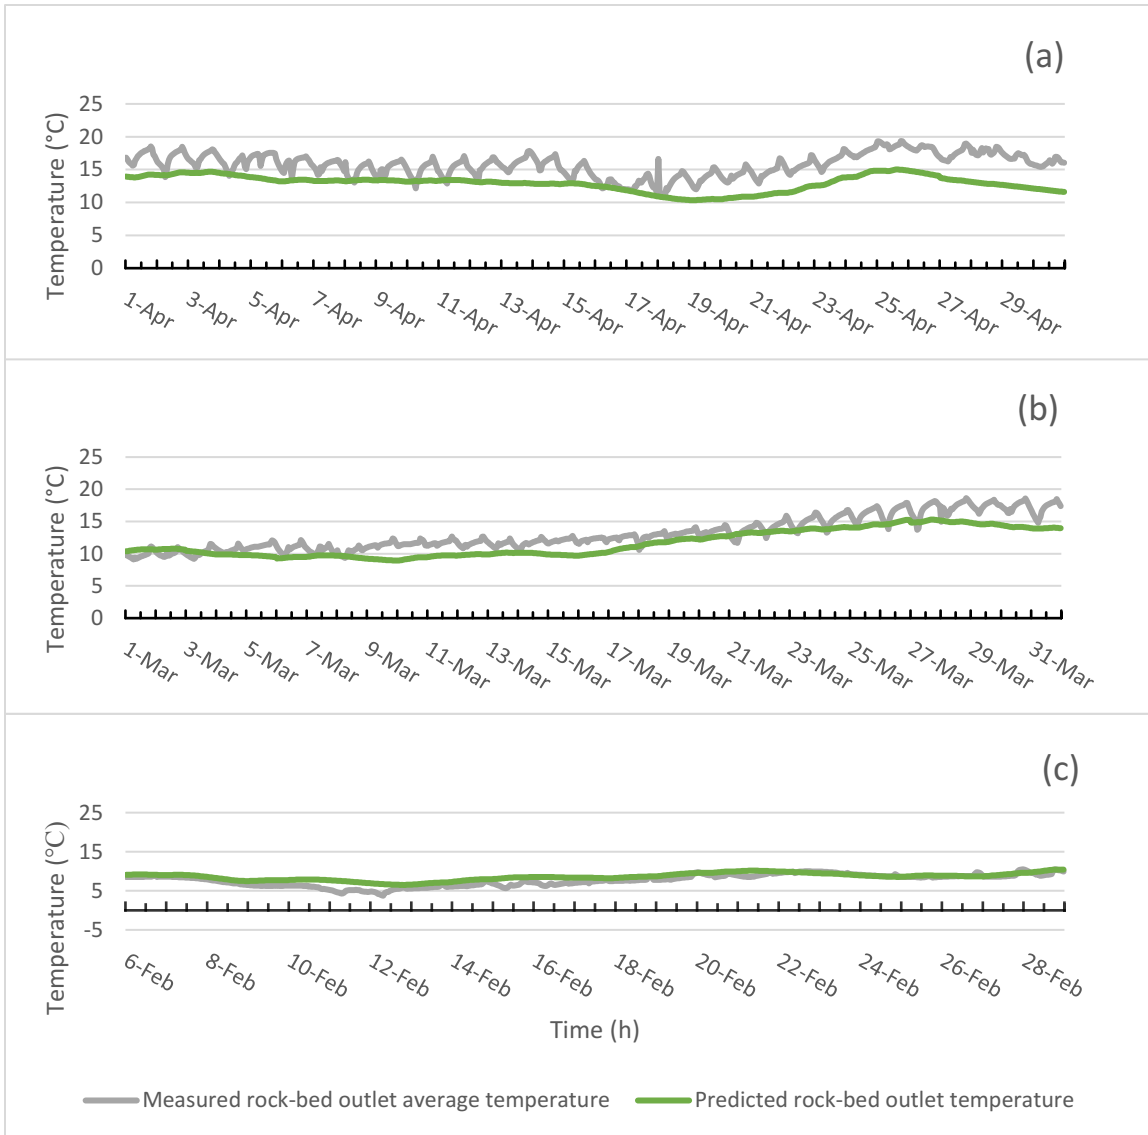 (a)
Temperature (°C)
25
20
15
10
5
0
1-Apr 3-Apr 5-Apr 7-Apr 9-Apr 11-Apr 13-Apr 15-Apr 17-Apr 19-Apr 21-Apr 23-Apr 25-Apr 27-Apr 29-Apr
(b)
Temperature (°C)
25
20
15
10
5
0
1-Mar 3-Mar 5-Mar 7-Mar 9-Mar 11-Mar 13-Mar 15-Mar 17-Mar 19-Mar 21-Mar 23-Mar 25-Mar 27-Mar 29-Mar 31-Mar
(c)
Temperature (°C)
25
15
5
-5
6-Feb 8-Feb 10-Feb 12-Feb 14-Feb 16-Feb 18-Feb 20-Feb 22-Feb 24-Feb 26-Feb 28-Feb
Time (h)
Measured rock-bed outlet average temperature Predicted rock-bed outlet temperature